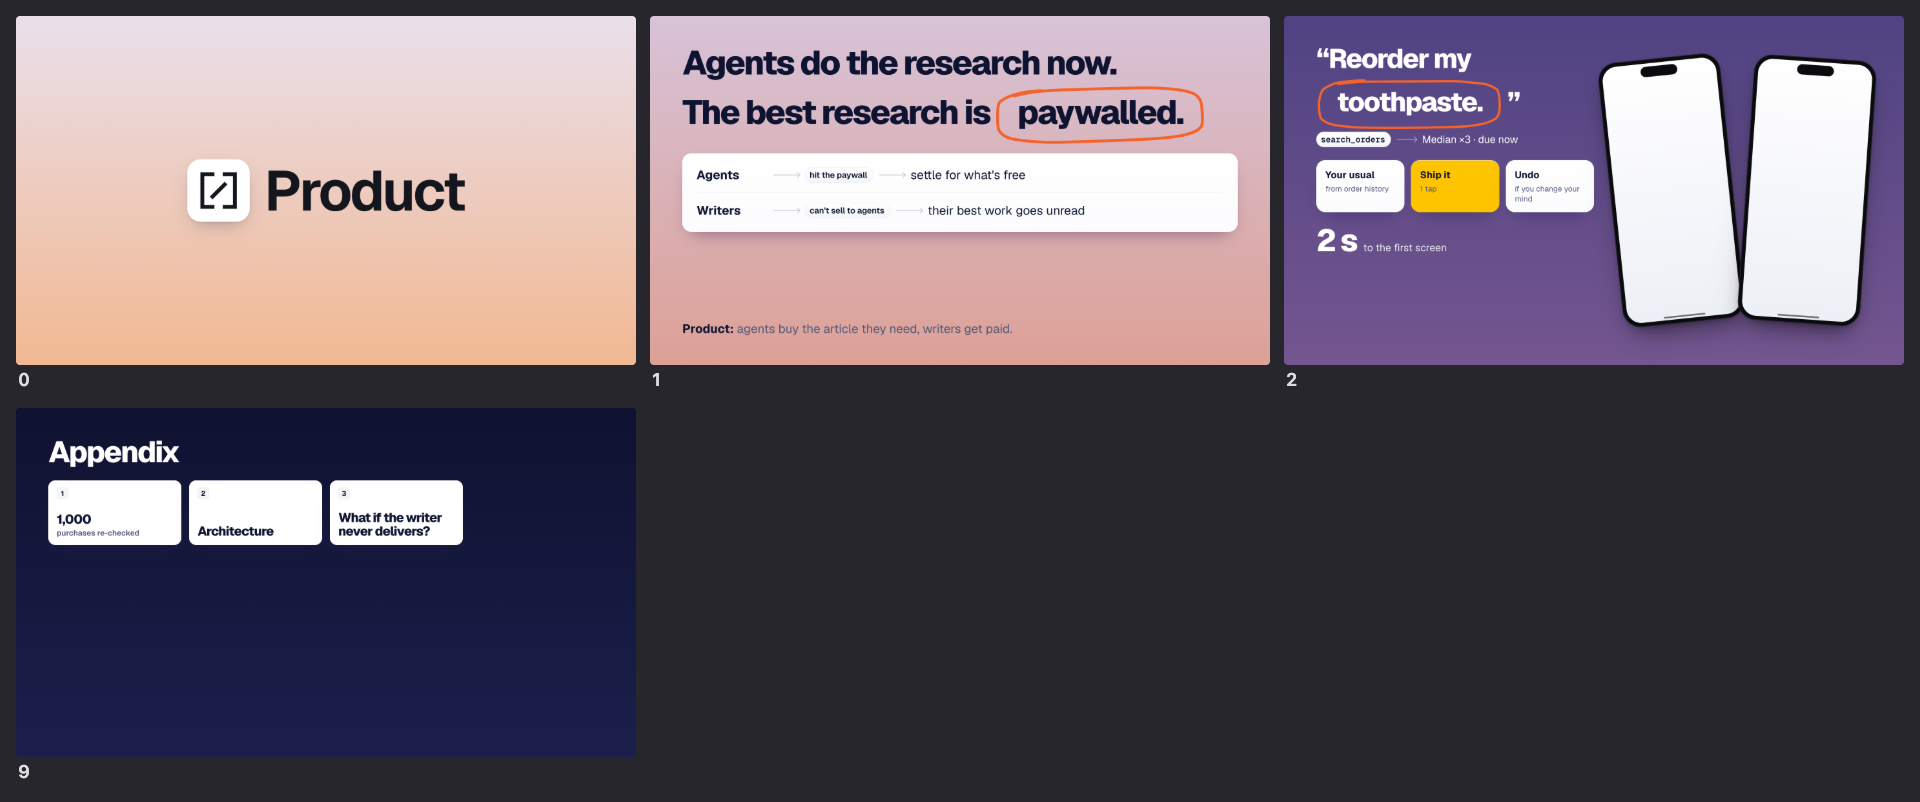 Product
0
Agents do the research now.
The best research is paywalled.
Agents hit the paywall settle for what's free
Writers can't sell to agents their best work goes unread
Product: agents buy the article they need, writers get paid.
1
“Reorder my
toothpaste. ”
search_orders Median ×3 · due now
Your usual
from order history
Ship it
1 tap
Undo
if you change your
mind
2 s to the first screen
2
Appendix
1
1,000
purchases re-checked
2
Architecture
3
What if the writer
never delivers?
9